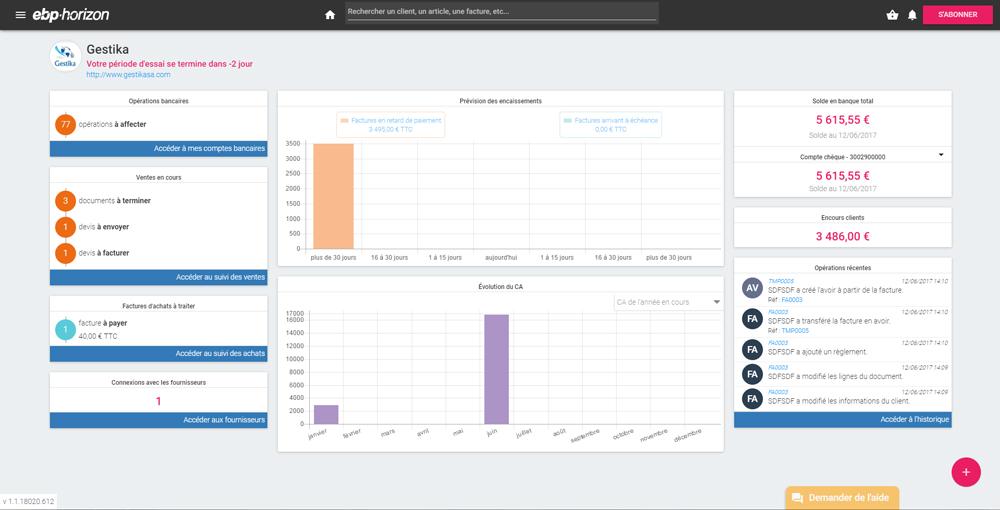 ebp·horizon
Rechercher un client, un article, une facture, etc...
S'ABONNER
Gestika
Gestika
Votre période d'essai se termine dans -2 jour
http://www.gestikasa.com
Opérations bancaires
77 opérations à affecter
Accéder à mes comptes bancaires
Ventes en cours
3 documents à terminer
1 devis à envoyer
1 devis à facturer
Accéder au suivi des ventes
Factures d'achats à traiter
1 facture à payer
40,00 € TTC
Accéder au suivi des achats
Connexions avec les fournisseurs
1
Accéder aux fournisseurs
Prévision des encaissements
Factures en retard de paiement
3 495,00 € TTC
Factures arrivant à échéance
0,00 € TTC
3500
3000
2500
2000
1500
1000
500
0
plus de 30 jours 16 à 30 jours 1 à 15 jours aujourd'hui 1 à 15 jours 16 à 30 jours plus de 30 jours
Évolution du CA
CA de l'année en cours
17000
16000
14000
12000
10000
8000
6000
4000
2000
0
janvier février mars avril mai juin juillet août septembre octobre novembre décembre
Solde en banque total
5 615,55 €
Solde au 12/06/2017
Compte chèque - 3002900000
5 615,55 €
Solde au 12/06/2017
Encours clients
3 486,00 €
Opérations récentes
AV
TMP0005 12/06/2017 14:10
SDFSDF a créé l'avoir à partir de la facture.
Réf : FA0003
FA
FA0003 12/06/2017 14:10
SDFSDF a transféré la facture en avoir.
Réf : TMP0005
FA
FA0003 12/06/2017 14:10
SDFSDF a ajouté un règlement.
FA
FA0003 12/06/2017 14:09
SDFSDF a modifié les lignes du document.
FA
FA0003 12/06/2017 14:09
SDFSDF a modifié les informations du client.
Accéder à l'historique
+
v 1.1.18020.612
Demander de l'aide